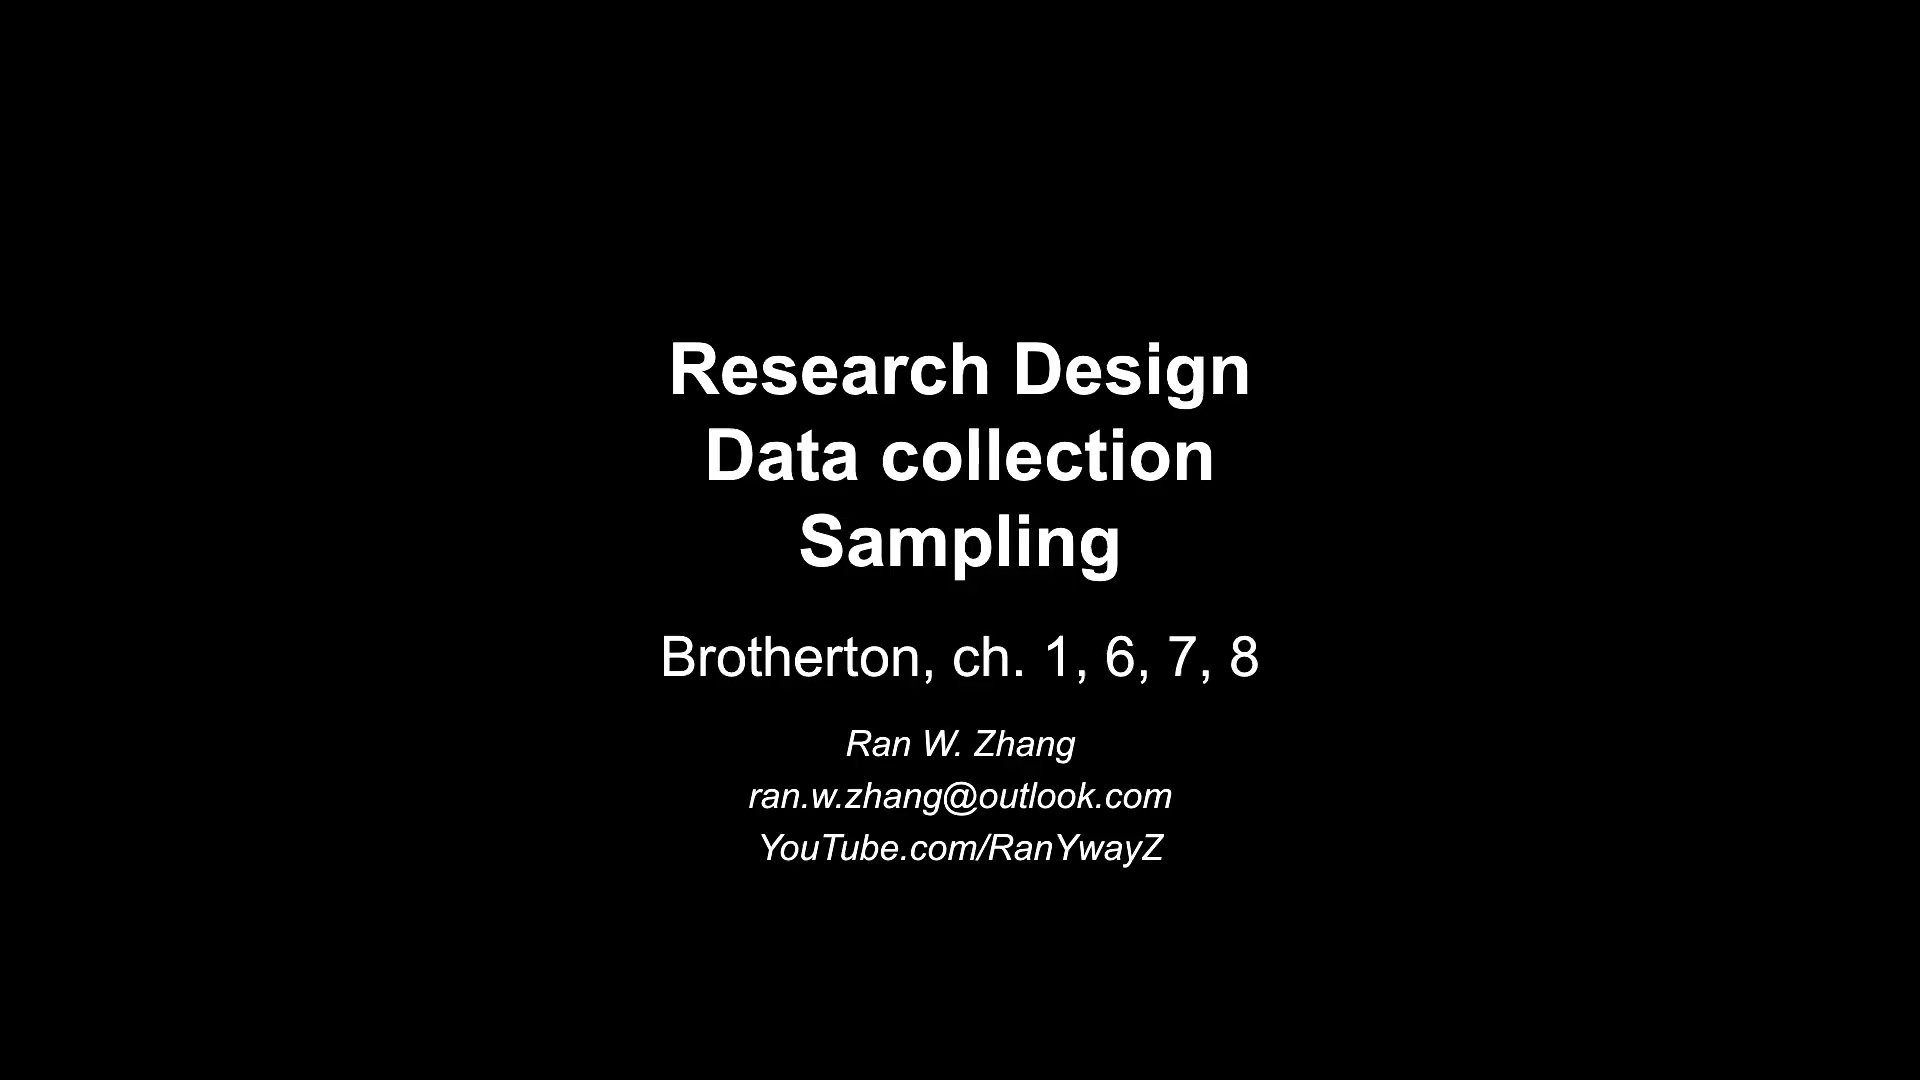 Research Design
Data collection
Sampling
Brotherton, ch. 1, 6, 7, 8
Ran W. Zhang
ran.w.zhang@outlook.com
YouTube.com/RanYwayZ